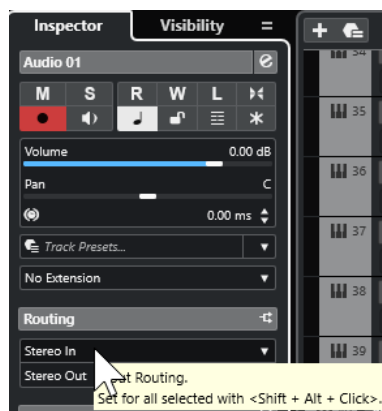 Inspector
Visibility
Audio 01
M S R W L
Volume 0.00 dB
Pan C
0.00 ms
Track Presets...
No Extension
Routing
Stereo In
Stereo Out
ut Routing.
Set for all selected with <Shift + Alt + Click>.
34
35
36
37
38
39